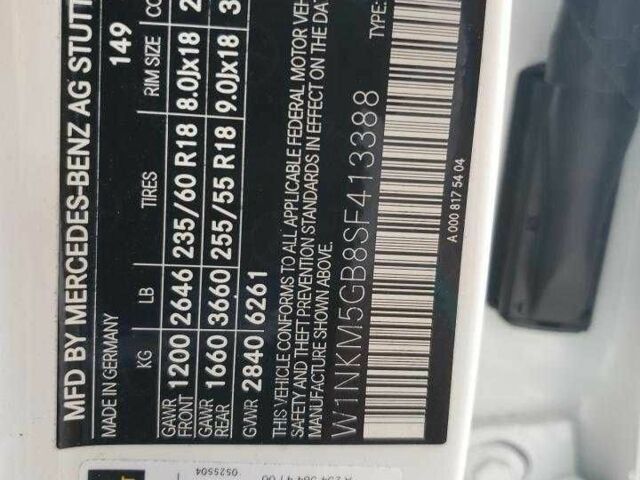 MFD BY MERCEDES-BENZ AG STUTT
MADE IN GERMANY 149
KG LB TIRES RIM SIZE CO
GAWR FRONT 1200 2646 235/60 R18 8.0Jx18 2
GAWR REAR 1660 3660 255/55 R18 9.0Jx18 3
GVWR 2840 6261
THIS VEHICLE CONFORMS TO ALL APPLICABLE FEDERAL MOTOR VEH
SAFETY AND THEFT PREVENTION STANDARDS IN EFFECT ON THE DA
MANUFACTURE SHOWN ABOVE. TYPE:
W1NKM5GB8SF413388
A 000 817 54 04
0525504